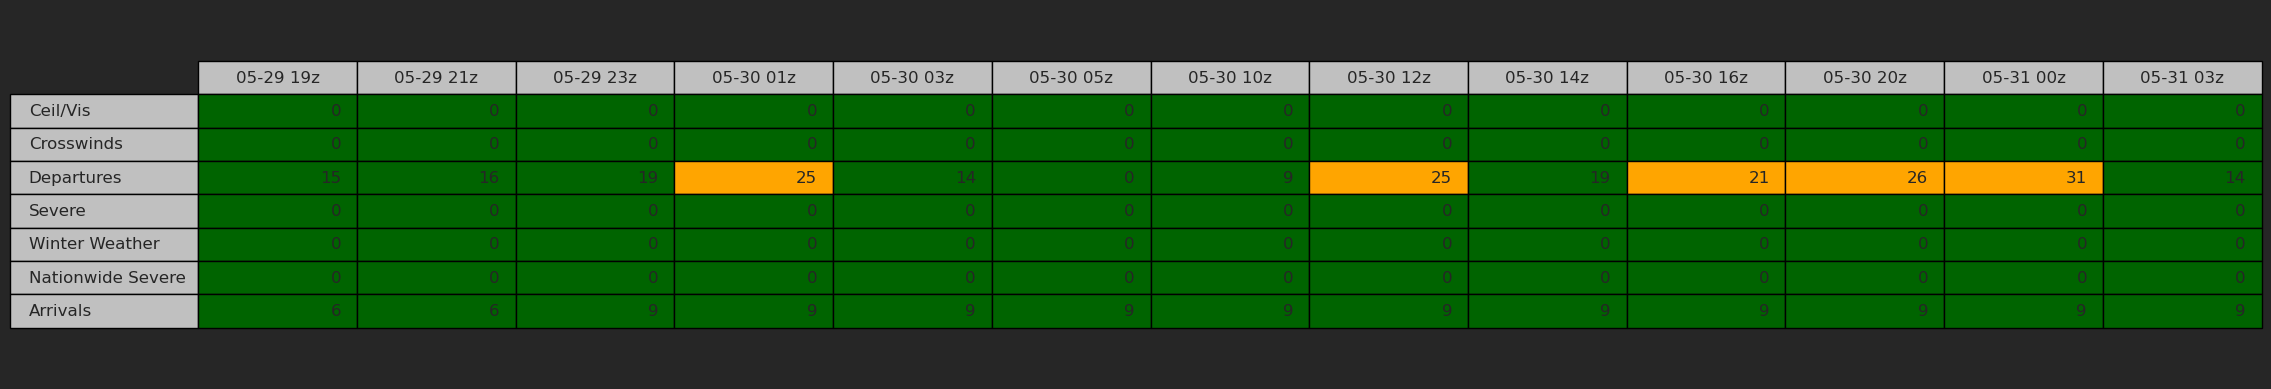 05-29 19z 05-29 21z 05-29 23z 05-30 01z 05-30 03z 05-30 05z 05-30 10z 05-30 12z 05-30 14z 05-30 16z 05-30 20z 05-31 00z 05-31 03z
Ceil/Vis 0 0 0 0 0 0 0 0 0 0 0 0 0
Crosswinds 0 0 0 0 0 0 0 0 0 0 0 0 0
Departures 15 16 19 25 14 0 9 25 19 21 26 31 14
Severe 0 0 0 0 0 0 0 0 0 0 0 0 0
Winter Weather 0 0 0 0 0 0 0 0 0 0 0 0 0
Nationwide Severe 0 0 0 0 0 0 0 0 0 0 0 0 0
Arrivals 6 6 9 9 9 9 9 9 9 9 9 9 9